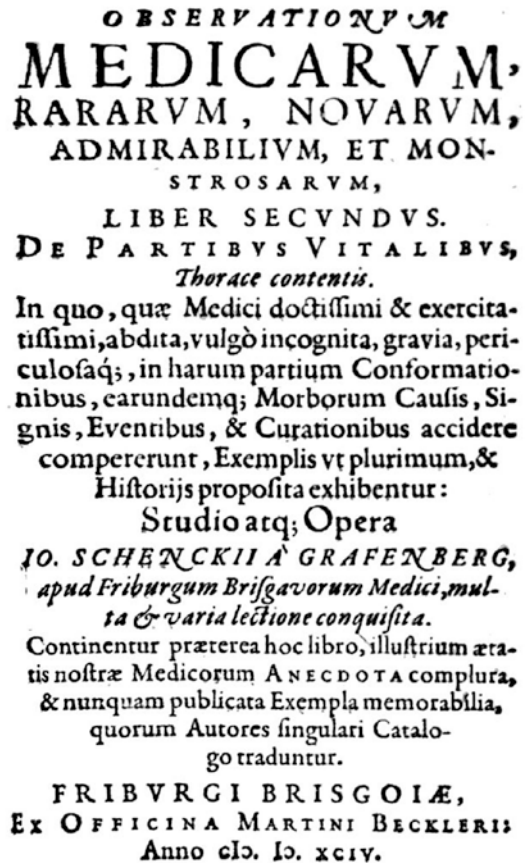 OBSERVATIONVM
MEDICARVM,
RARARVM, NOVARVM,
ADMIRABILIVM, ET MON-
STROSARVM,
LIBER SECVNDVS.
DE PARTIBVS VITALIBVS,
Thorace contentis.
In quo, quæ Medici doctiſſimi & exercita-
tiſſimi, abdita, vulgò incognita, gravia, peri-
culoſaq́;, in harum partium Conformatio-
nibus, earundemq; Morborum Cauſis, Si-
gnis, Eventibus, & Curationibus accidere
compererunt, Exemplis vt plurimum, &
Hiſtorijs propoſita exhibentur:
Studio atq; Opera
IO. SCHENCKII À GRAFENBERG,
apud Friburgum Briſgavorum Medici, mul-
ta & varia lectione conquiſita.
Continentur præterea hoc libro, illuſtrium æta-
tis noſtræ Medicorum ANECDOTA complura,
& nunquam publicata Exempla memorabilia,
quorum Autores ſingulari Catalo-
go traduntur.
FRIBVRGI BRISGOIÆ,
EX OFFICINA MARTINI BECKLERI;
Anno cIɔ. Iɔ. XCIV.